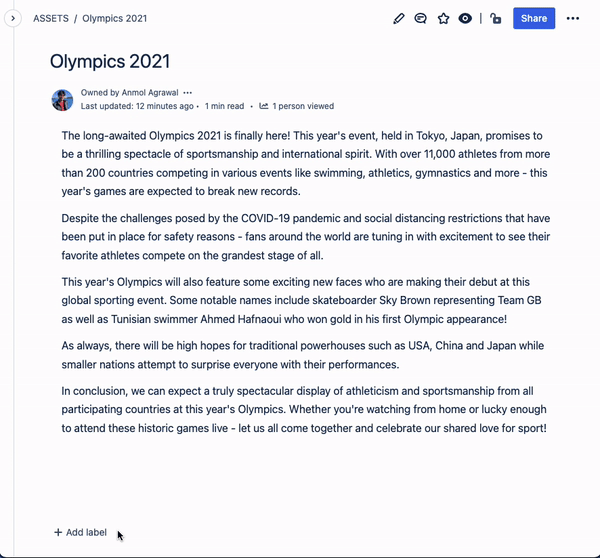 ASSETS / Olympics 2021
Share
Olympics 2021
Owned by Anmol Agrawal
Last updated: 12 minutes ago • 1 min read • 1 person viewed
The long-awaited Olympics 2021 is finally here! This year's event, held in Tokyo, Japan, promises to
be a thrilling spectacle of sportsmanship and international spirit. With over 11,000 athletes from more
than 200 countries competing in various events like swimming, athletics, gymnastics and more - this
year's games are expected to break new records.
Despite the challenges posed by the COVID-19 pandemic and social distancing restrictions that have
been put in place for safety reasons - fans around the world are tuning in with excitement to see their
favorite athletes compete on the grandest stage of all.
This year's Olympics will also feature some exciting new faces who are making their debut at this
global sporting event. Some notable names include skateboarder Sky Brown representing Team GB
as well as Tunisian swimmer Ahmed Hafnaoui who won gold in his first Olympic appearance!
As always, there will be high hopes for traditional powerhouses such as USA, China and Japan while
smaller nations attempt to surprise everyone with their performances.
In conclusion, we can expect a truly spectacular display of athleticism and sportsmanship from all
participating countries at this year's Olympics. Whether you're watching from home or lucky enough
to attend these historic games live - let us all come together and celebrate our shared love for sport!
+ Add label